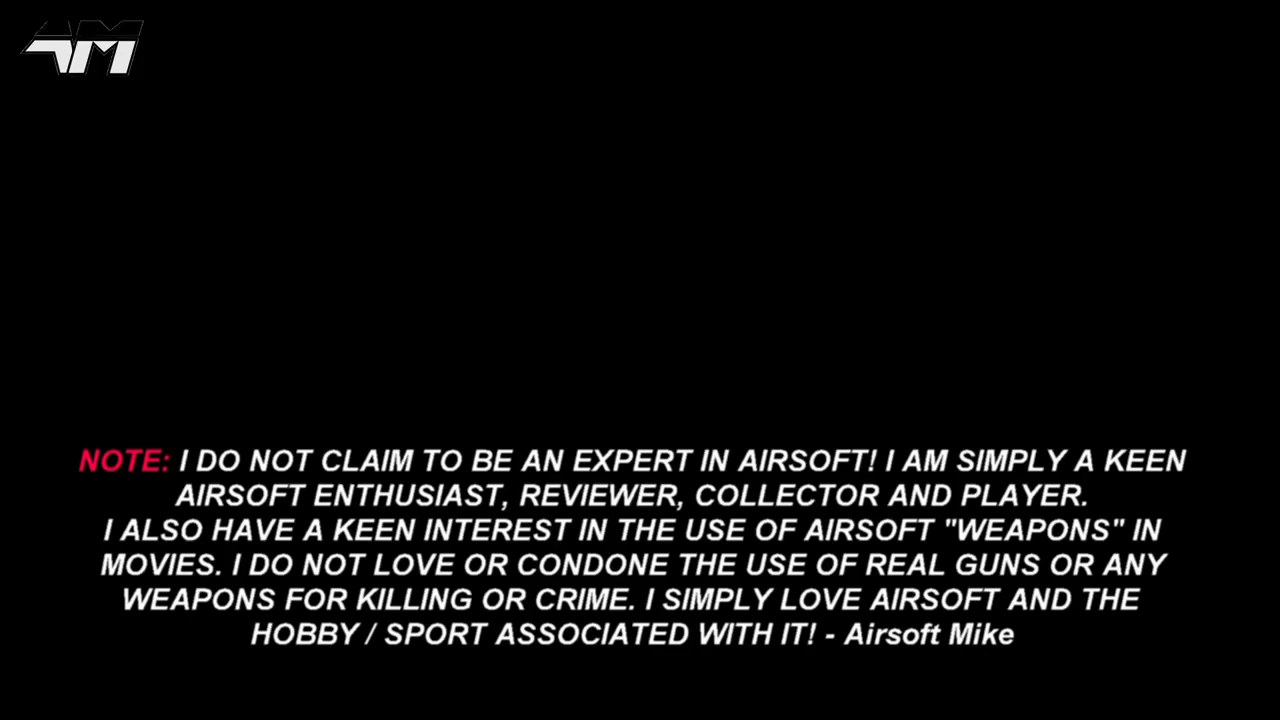 AM
NOTE: I DO NOT CLAIM TO BE AN EXPERT IN AIRSOFT! I AM SIMPLY A KEEN
AIRSOFT ENTHUSIAST, REVIEWER, COLLECTOR AND PLAYER.
I ALSO HAVE A KEEN INTEREST IN THE USE OF AIRSOFT "WEAPONS" IN
MOVIES. I DO NOT LOVE OR CONDONE THE USE OF REAL GUNS OR ANY
WEAPONS FOR KILLING OR CRIME. I SIMPLY LOVE AIRSOFT AND THE
HOBBY / SPORT ASSOCIATED WITH IT! - Airsoft Mike